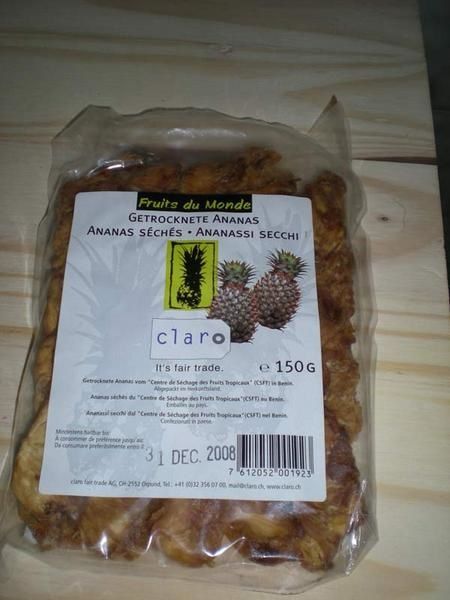 Fruits du Monde
GETROCKNETE ANANAS
ANANAS SÉCHÉS • ANANASSI SECCHI
claro
It's fair trade.
e 150G
Getrocknete Ananas vom "Centre de Séchage des Fruits Tropicaux" (CSFT) in Benin.
Abgepackt im Herkunftsland.
Ananas séchés du "Centre de Séchage des Fruits Tropicaux" (CSFT) au Benin.
Emballés au pays.
Ananassi secchi dal "Centre de Séchage des Fruits Tropicaux" (CSFT) nel Benin.
Confezionati in paese.
Mindestens haltbar bis:
A consommer de préférence jusqu'au:
Da consumare preferibilmente entro il:
31 DEC. 2008
7 612052 001923
claro fair trade AG, CH-2552 Orpund, Tel.: +41 (0)32 356 07 00, mail@claro.ch, www.claro.ch